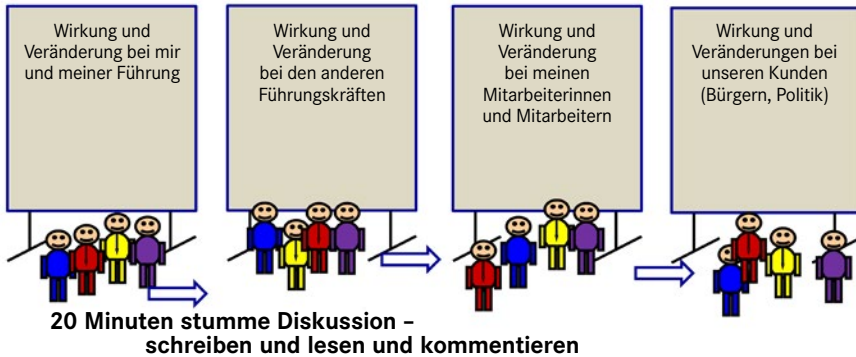 Wirkung und
Veränderung bei mir
und meiner Führung
Wirkung und
Veränderung
bei den anderen
Führungskräften
Wirkung und
Veränderung
bei meinen
Mitarbeiterinnen
und Mitarbeitern
Wirkung und
Veränderungen bei
unseren Kunden
(Bürgern, Politik)
20 Minuten stumme Diskussion –
schreiben und lesen und kommentieren